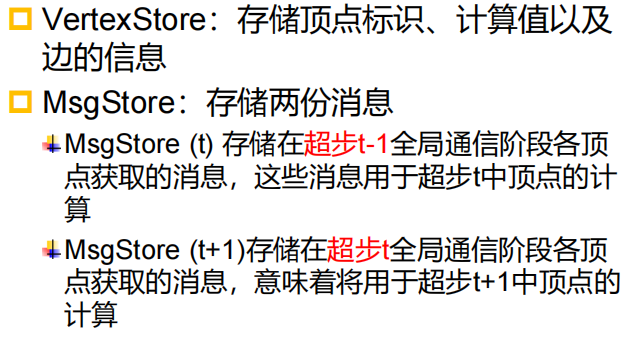 VertexStore：存储顶点标识、计算值以及
边的信息
MsgStore：存储两份消息
MsgStore (t) 存储在超步t-1全局通信阶段各顶
点获取的消息，这些消息用于超步t中顶点的计
算
MsgStore (t+1)存储在超步t全局通信阶段各顶
点获取的消息，意味着将用于超步t+1中顶点的
计算